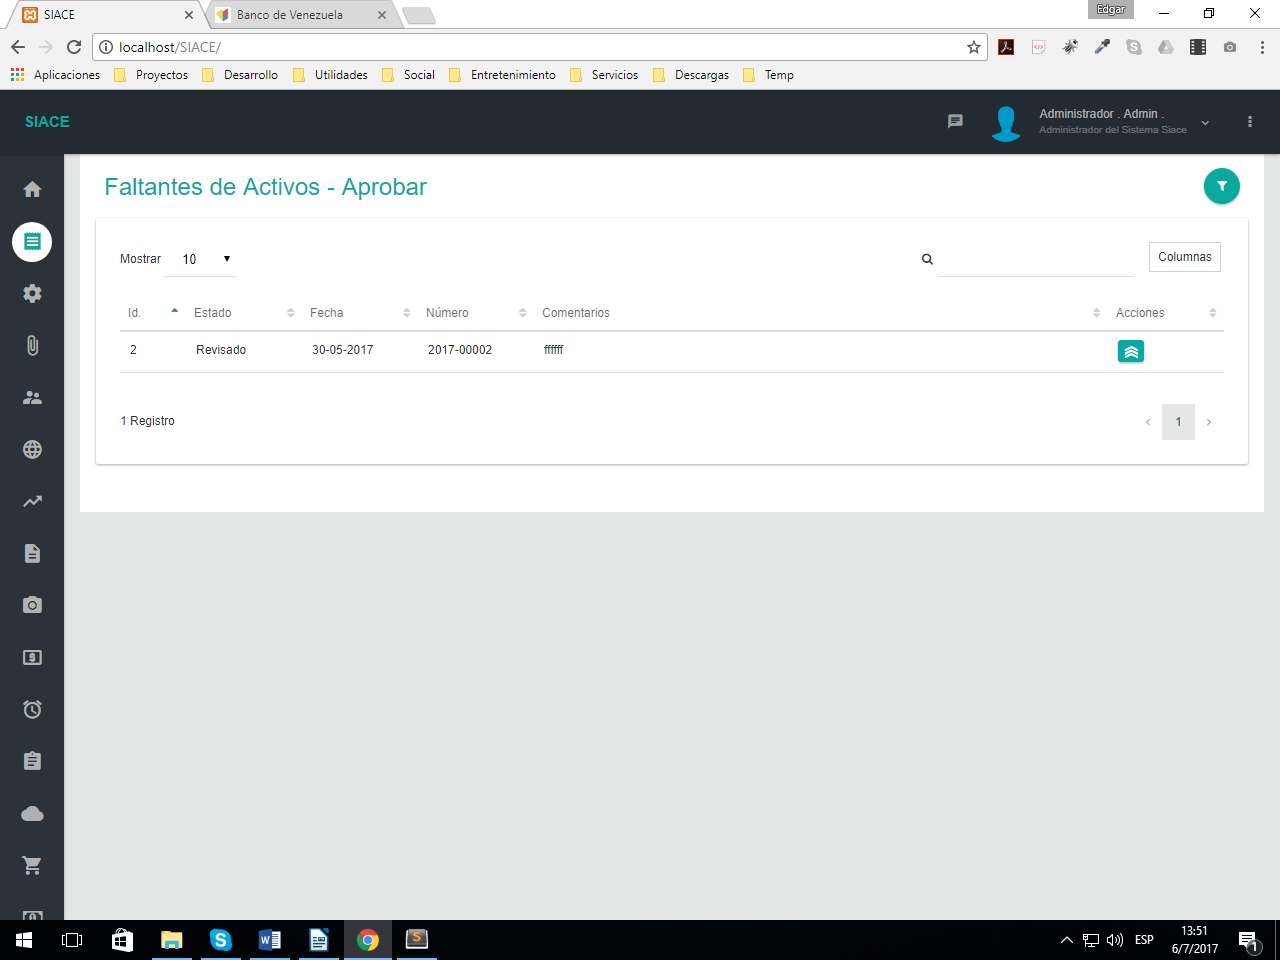 SIACE
Banco de Venezuela
Edgar
localhost/SIACE/
Aplicaciones Proyectos Desarrollo Utilidades Social Entretenimiento Servicios Descargas Temp
SIACE
Administrador . Admin .
Administrador del Sistema Siace
Faltantes de Activos - Aprobar
Mostrar 10
Columnas
Id. Estado Fecha Número Comentarios Acciones
2 Revisado 30-05-2017 2017-00002 ffffff
1 Registro
1
ESP
13:51
6/7/2017
1